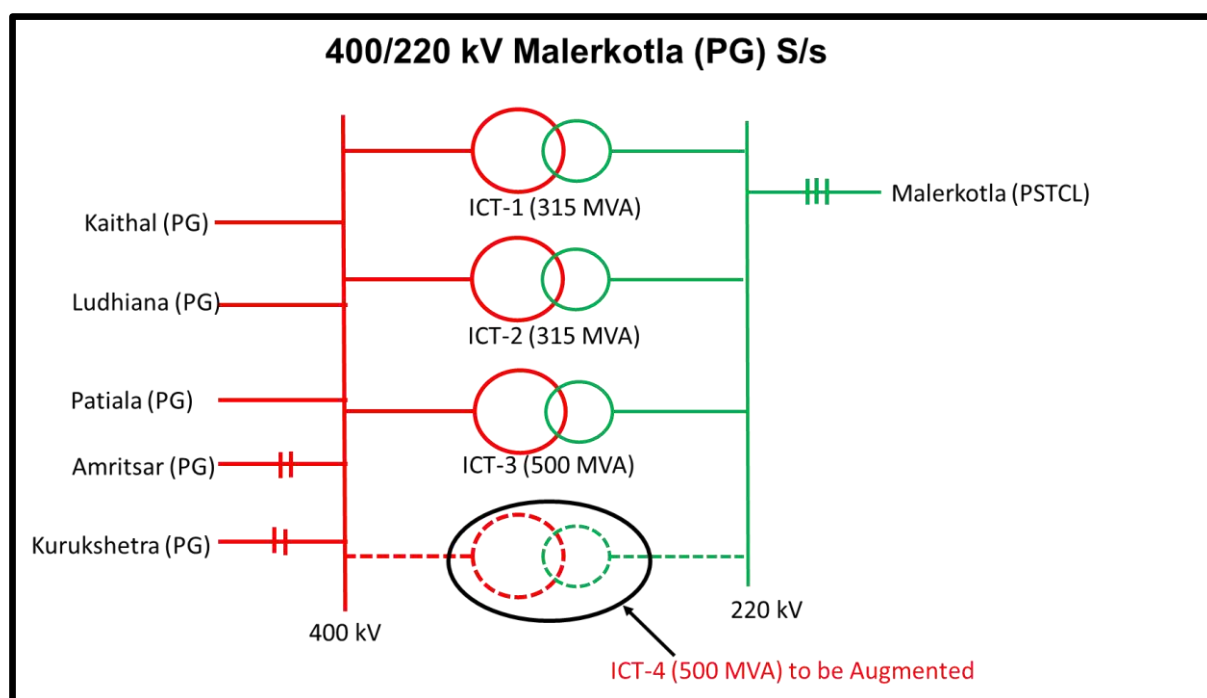 400/220 kV Malerkotla (PG) S/s
ICT-1 (315 MVA)
Malerkotla (PSTCL)
Kaithal (PG)
Ludhiana (PG)
ICT-2 (315 MVA)
Patiala (PG)
Amritsar (PG)
ICT-3 (500 MVA)
Kurukshetra (PG)
400 kV
220 kV
ICT-4 (500 MVA) to be Augmented